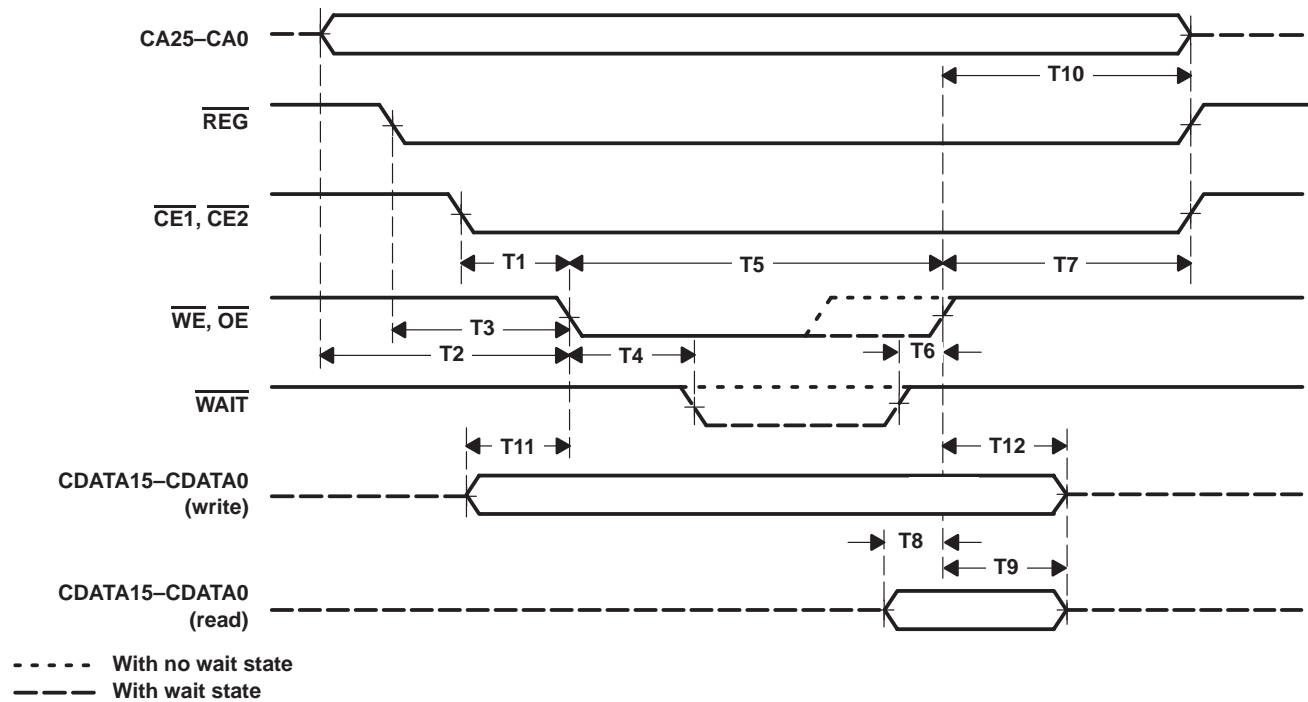 CA25–CA0
T10
REG
CE1, CE2
T1
T5
T7
WE, OE
T3
T2
T4
T6
WAIT
T11
T12
CDATA15–CDATA0
(write)
T8
T9
CDATA15–CDATA0
(read)
With no wait state
With wait state